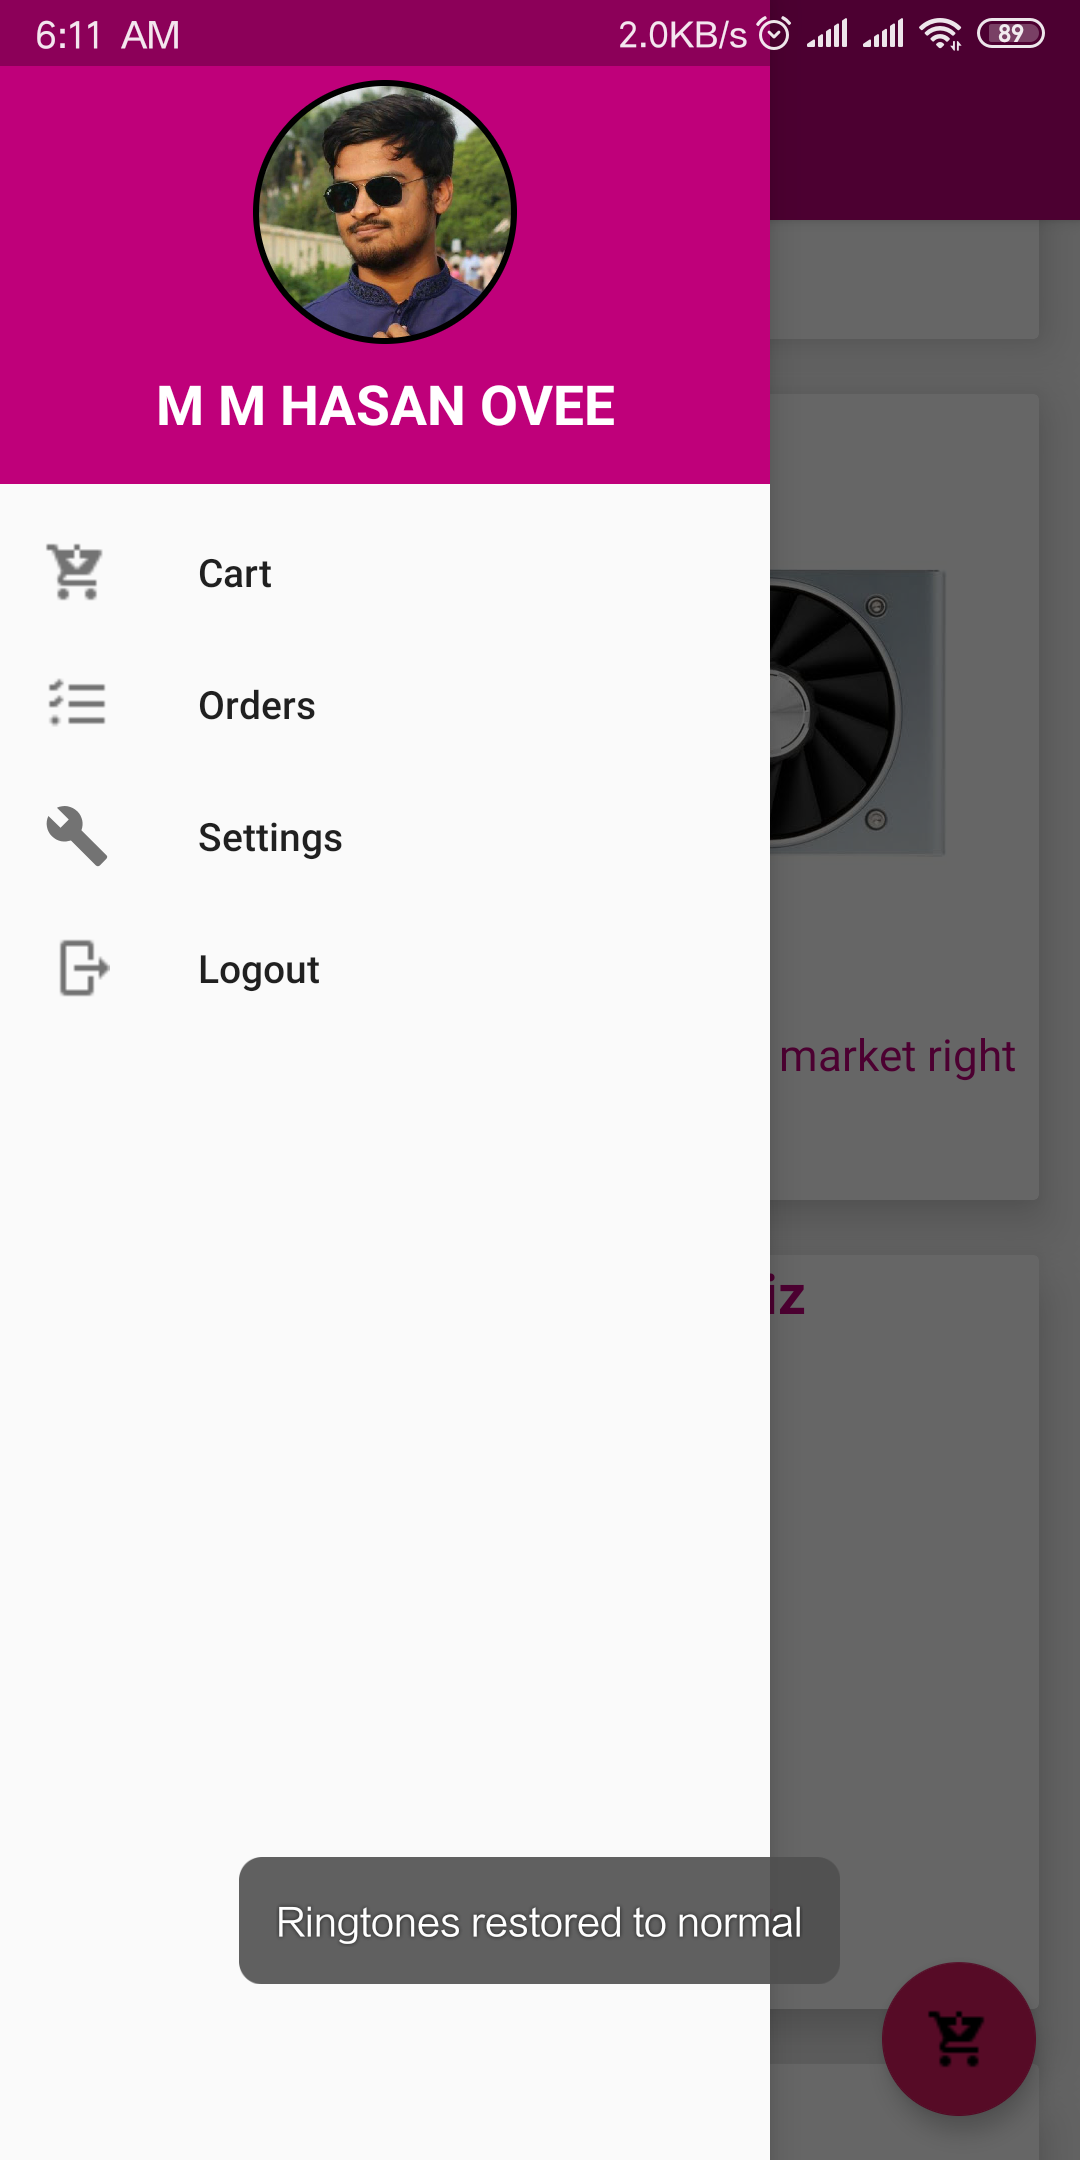 6:11 AM 2.0KB/s 89
M M HASAN OVEE
Cart
Orders
Settings
Logout
market right
iz
Ringtones restored to normal